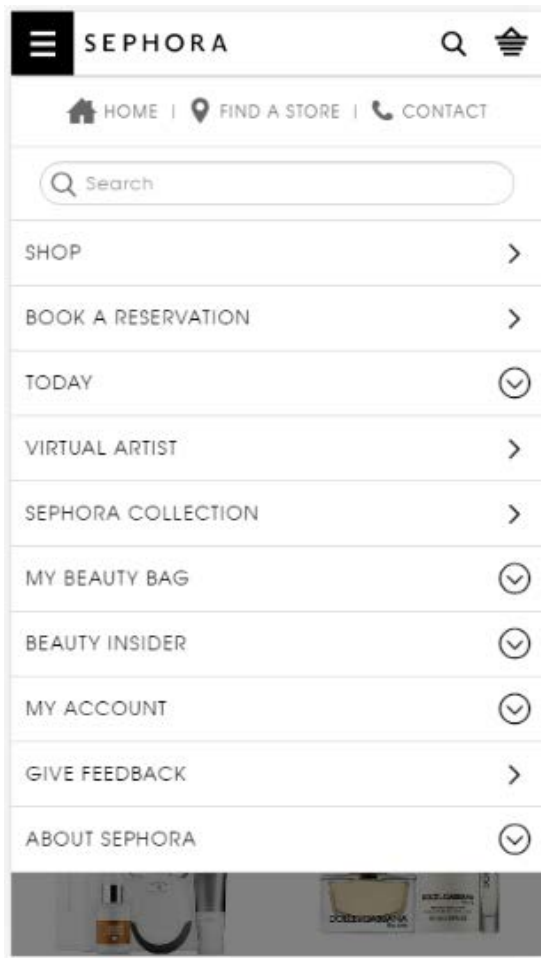 SEPHORA
HOME | FIND A STORE | CONTACT
Search
SHOP
BOOK A RESERVATION
TODAY
VIRTUAL ARTIST
SEPHORA COLLECTION
MY BEAUTY BAG
BEAUTY INSIDER
MY ACCOUNT
GIVE FEEDBACK
ABOUT SEPHORA
DOLCE&GABBANA